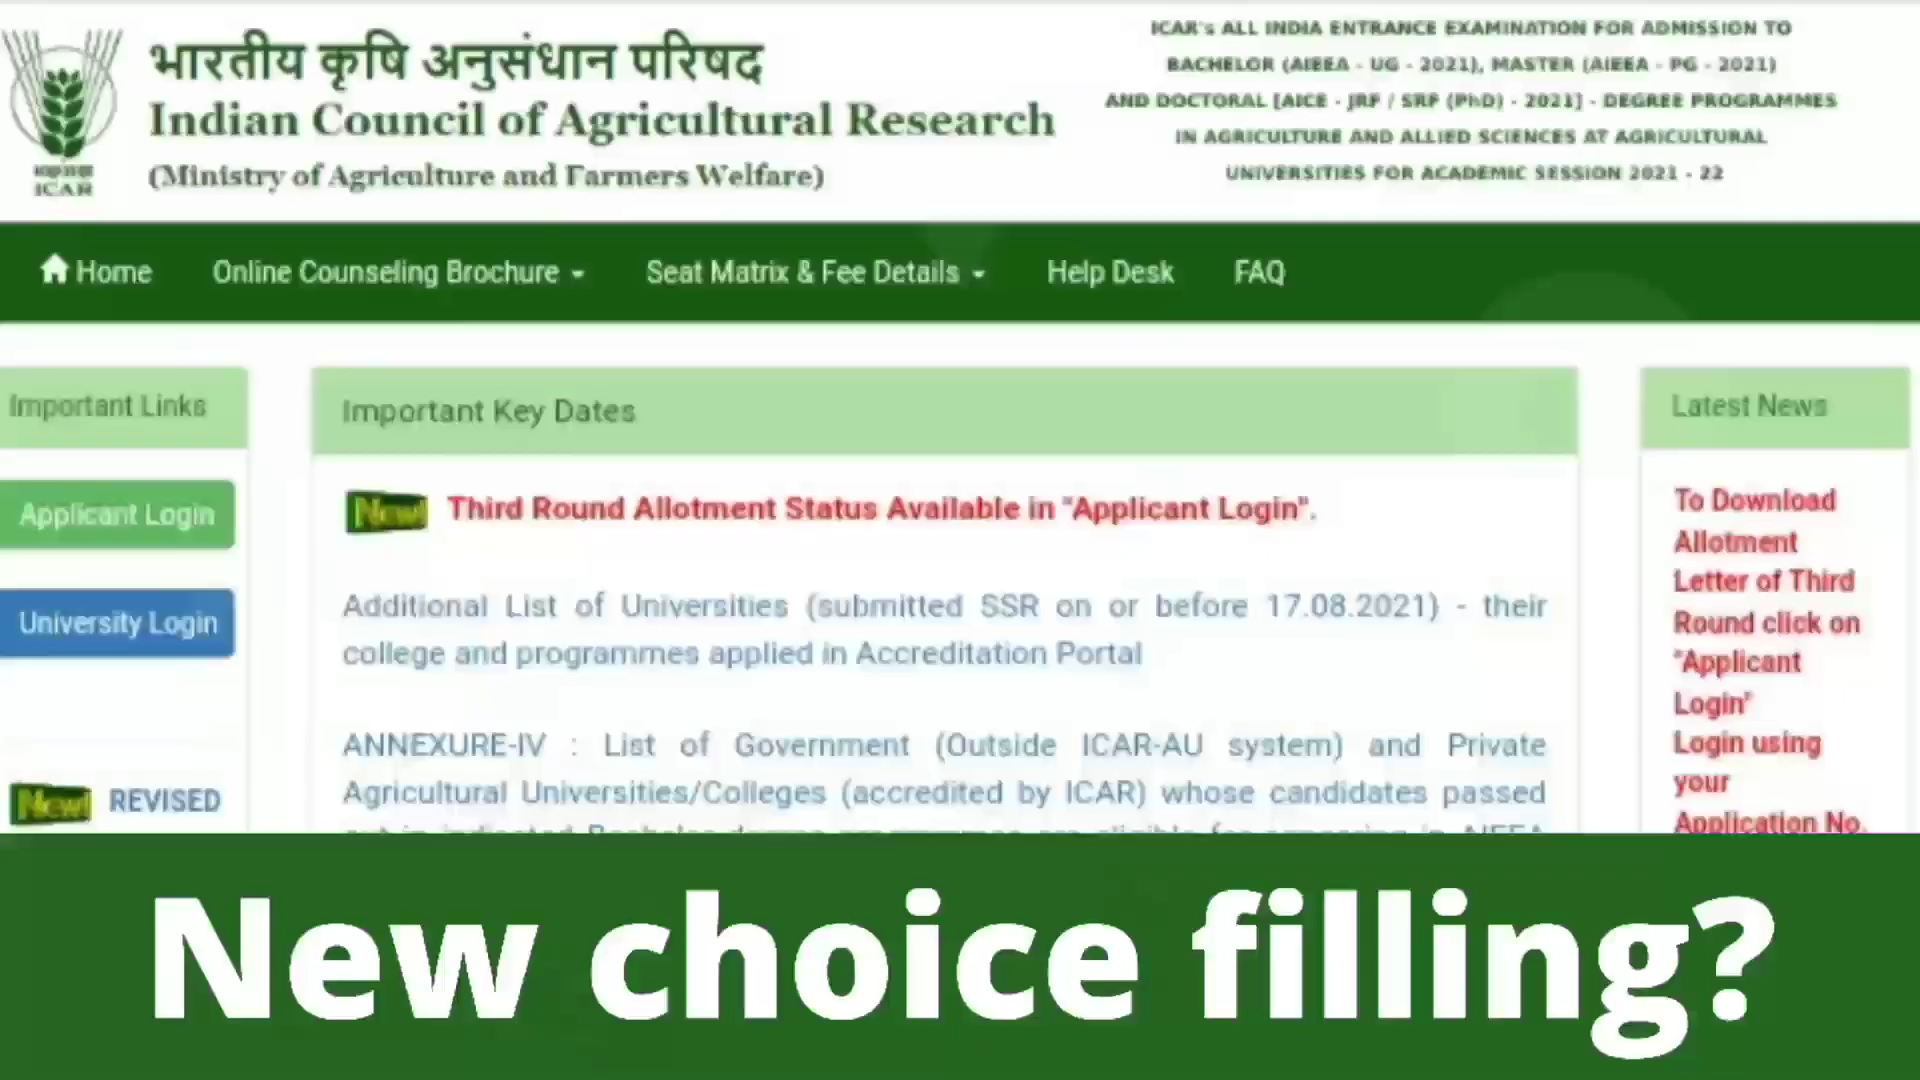 भारतीय कृषि अनुसंधान परिषद
Indian Council of Agricultural Research
(Ministry of Agriculture and Farmers Welfare)
ICAR
ICAR's ALL INDIA ENTRANCE EXAMINATION FOR ADMISSION TO
BACHELOR (AIEEA - UG - 2021), MASTER (AIEEA - PG - 2021)
AND DOCTORAL [AICE - JRF / SRF (PhD) - 2021] - DEGREE PROGRAMMES
IN AGRICULTURE AND ALLIED SCIENCES AT AGRICULTURAL
UNIVERSITIES FOR ACADEMIC SESSION 2021 - 22
Home Online Counseling Brochure Seat Matrix & Fee Details Help Desk FAQ
Important Links
Applicant Login
University Login
New! REVISED
Important Key Dates
New! Third Round Allotment Status Available in "Applicant Login".
Additional List of Universities (submitted SSR on or before 17.08.2021) - their
college and programmes applied in Accreditation Portal
ANNEXURE-IV : List of Government (Outside ICAR-AU system) and Private
Agricultural Universities/Colleges (accredited by ICAR) whose candidates passed
Latest News
To Download
Allotment
Letter of Third
Round click on
"Applicant
Login"
Login using
your
Application No.
New choice filling?